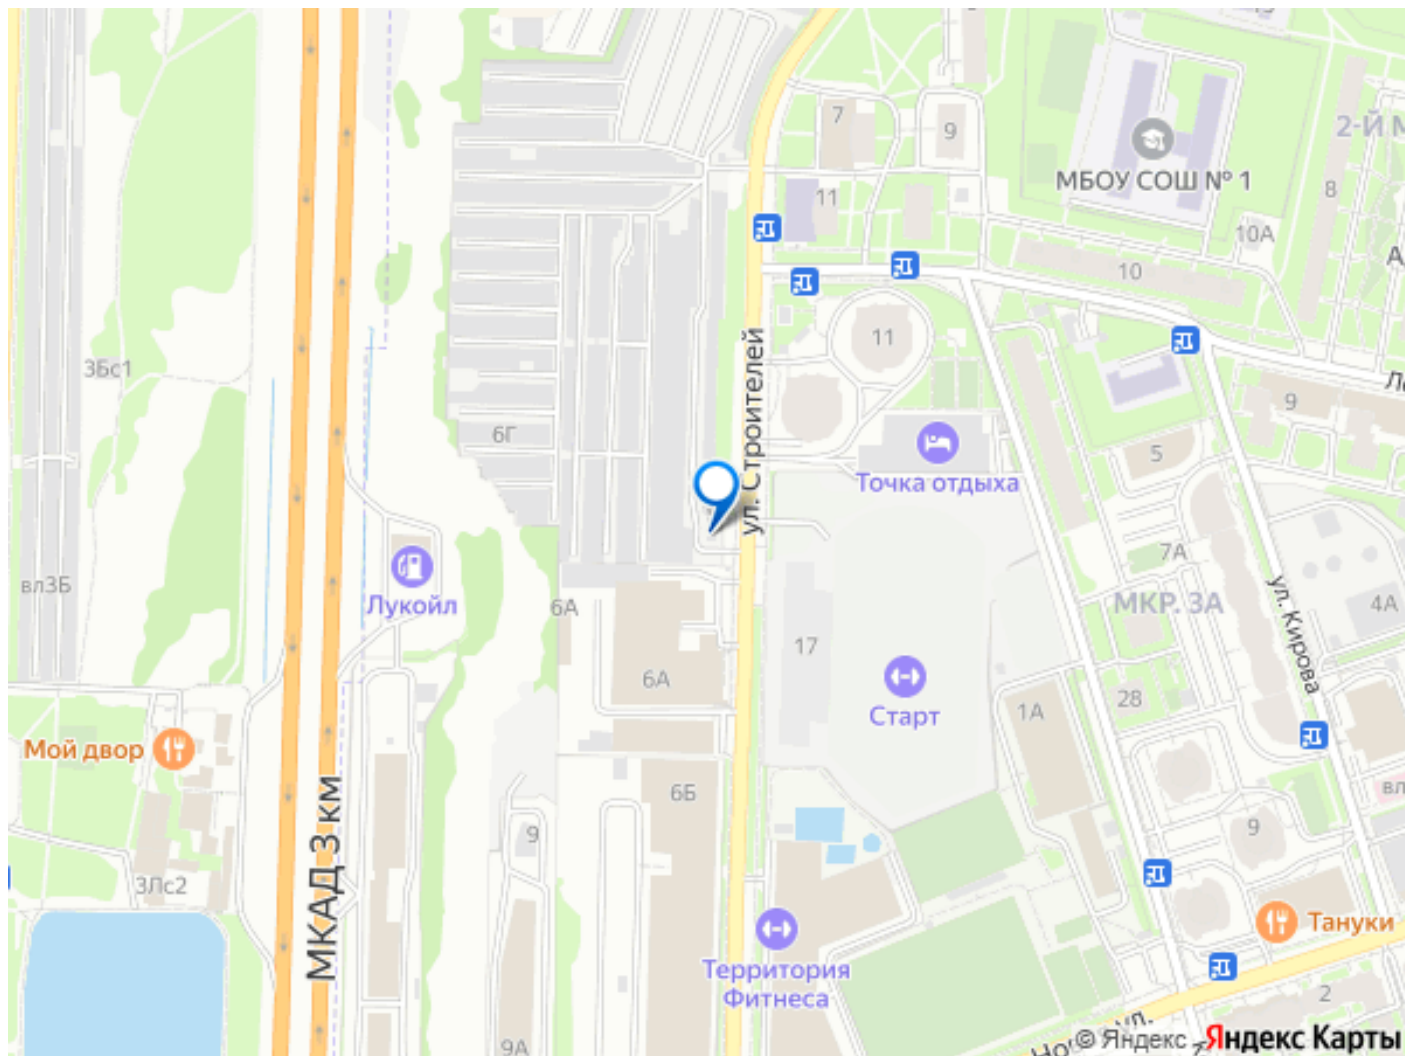 7
9
2-Й М
МБОУ СОШ № 1
8
11
10А
10
11
ул. Строителей
3Бс1
9
6Г
5
Точка отдыха
7А
вл3Б
Лукойл
6А
МКР. 3А
ул. Кирова
4А
17
6А
28
Старт
1А
Мой двор
6Б
вл
МКАД 3 км
9
9
3Лс2
Тануки
Территория
Фитнеса
2
9А
© Яндекс
Яндекс Карты